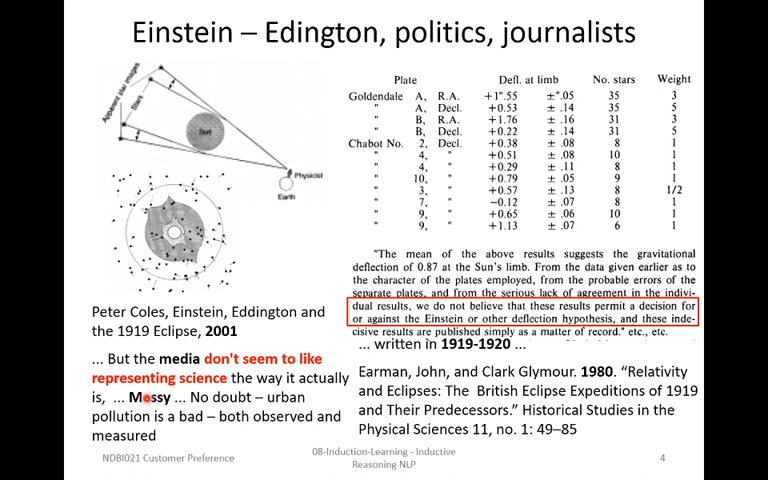 Einstein – Edington, politics, journalists
Apparent star images
Stars
Sun
Physicist
Earth
Plate Defl. at limb No. stars Weight
Goldendale A, R.A. +1".55 ±".05 35 3
" A, Decl. +0.53 ± .14 35 5
" B, R.A. +1.76 ± .16 31 3
" B, Decl. +0.22 ± .14 31 5
Chabot No. 2, Decl. +0.38 ± .08 8 1
" 4, " +0.51 ± .08 10 1
" 4, " +0.29 ± .11 8 1
" 10, " +0.79 ± .05 9 1
" 3, " +0.57 ± .13 8 1/2
" 7, " −0.12 ± .07 8 1
" 9, " +0.65 ± .06 10 1
" 9, " +1.13 ± .07 6 1
"The mean of the above results suggests the gravitational
deflection of 0.87 at the Sun's limb. From the data given earlier as to
the character of the plates employed, from the probable errors of the
separate plates, and from the serious lack of agreement in the indivi-
dual results, we do not believe that these results permit a decision for
or against the Einstein or other deflection hypothesis, and these inde-
cisive results are published simply as a matter of record." etc., etc.
... written in 1919-1920 ...
Peter Coles, Einstein, Eddington and
the 1919 Eclipse, 2001
... But the media don't seem to like
representing science the way it actually
is, ... Mossy ... No doubt – urban
pollution is a bad – both observed and
measured
Earman, John, and Clark Glymour. 1980. “Relativity
and Eclipses: The British Eclipse Expeditions of 1919
and Their Predecessors.” Historical Studies in the
Physical Sciences 11, no. 1: 49–85
NDBI021 Customer Preference
08-Induction-Learning - Inductive
Reasoning NLP
4